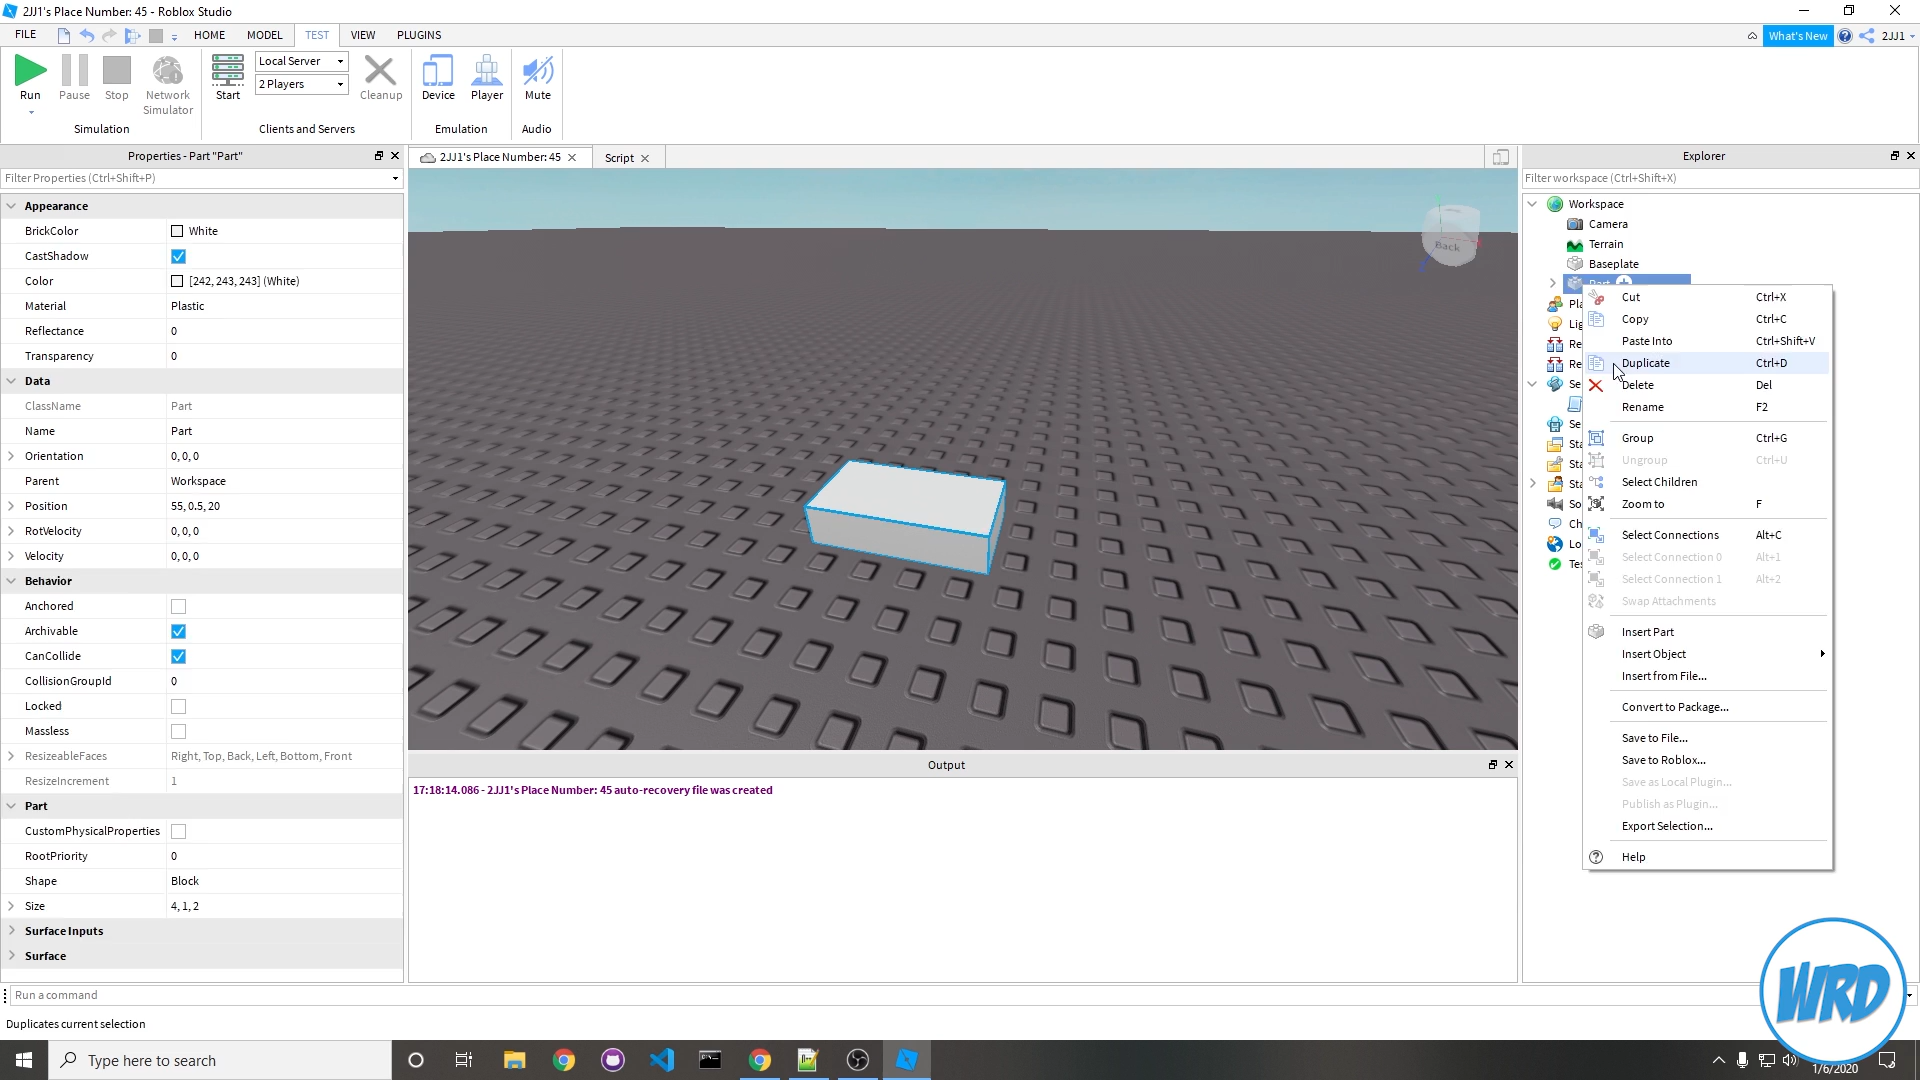 2JJ1's Place Number: 45 - Roblox Studio
FILE HOME MODEL TEST VIEW PLUGINS What's New 2JJ1
Run Pause Stop Network Simulator Start Local Server 2 Players Cleanup Device Player Mute
Simulation Clients and Servers Emulation Audio
Properties - Part "Part"
Filter Properties (Ctrl+Shift+P)
Appearance
BrickColor White
CastShadow
Color [242, 243, 243] (White)
Material Plastic
Reflectance 0
Transparency 0
Data
ClassName Part
Name Part
Orientation 0, 0, 0
Parent Workspace
Position 55, 0.5, 20
RotVelocity 0, 0, 0
Velocity 0, 0, 0
Behavior
Anchored
Archivable
CanCollide
CollisionGroupId 0
Locked
Massless
ResizeableFaces Right, Top, Back, Left, Bottom, Front
ResizeIncrement 1
Part
CustomPhysicalProperties
RootPriority 0
Shape Block
Size 4, 1, 2
Surface Inputs
Surface
2JJ1's Place Number: 45 Script
Back
Output
17:18:14.086 - 2JJ1's Place Number: 45 auto-recovery file was created
Explorer
Filter workspace (Ctrl+Shift+X)
Workspace
Camera
Terrain
Baseplate
Cut Ctrl+X
Copy Ctrl+C
Paste Into Ctrl+Shift+V
Duplicate Ctrl+D
Delete Del
Rename F2
Group Ctrl+G
Ungroup Ctrl+U
Select Children
Zoom to F
Select Connections Alt+C
Select Connection 0 Alt+1
Select Connection 1 Alt+2
Swap Attachments
Insert Part
Insert Object
Insert from File...
Convert to Package...
Save to File...
Save to Roblox...
Save as Local Plugin...
Publish as Plugin...
Export Selection...
Help
WRD
Run a command
Duplicates current selection
Type here to search
1/6/2020